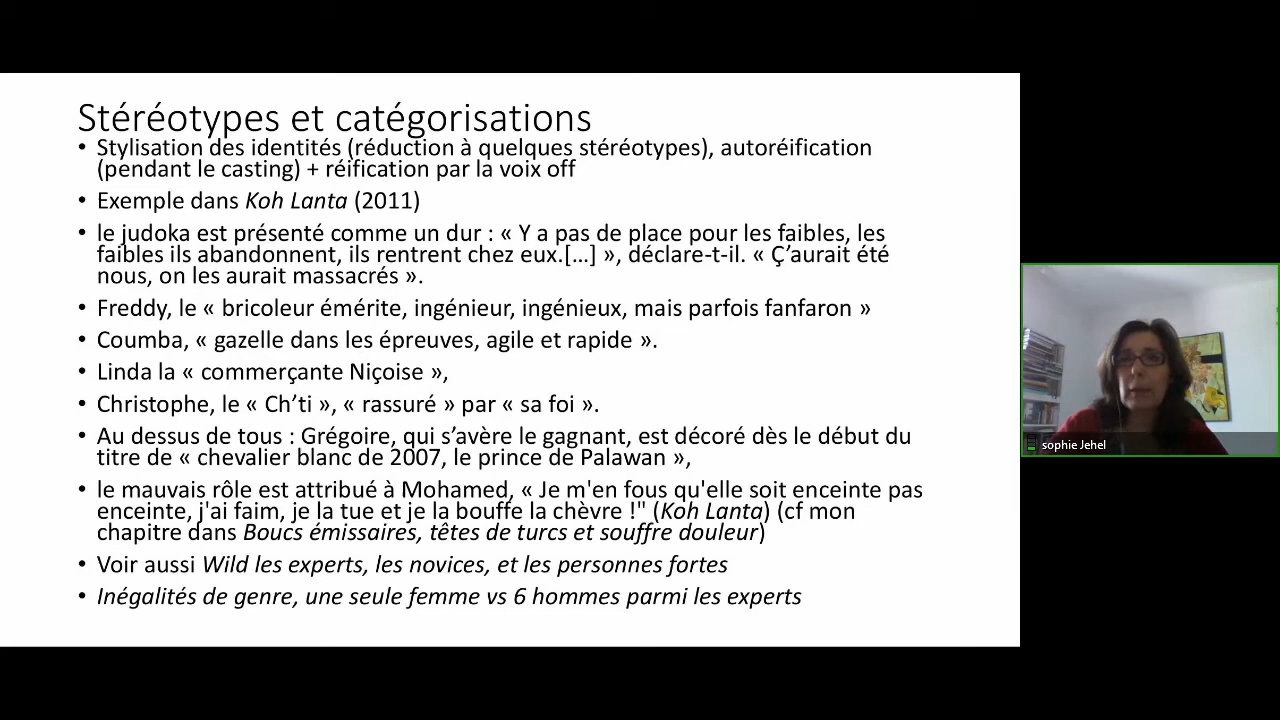 Stéréotypes et catégorisations
• Stylisation des identités (réduction à quelques stéréotypes), autoréification
(pendant le casting) + réification par la voix off
• Exemple dans Koh Lanta (2011)
• le judoka est présenté comme un dur : « Y a pas de place pour les faibles, les
faibles ils abandonnent, ils rentrent chez eux.[…] », déclare-t-il. « Ç’aurait été
nous, on les aurait massacrés ».
• Freddy, le « bricoleur émérite, ingénieur, ingénieux, mais parfois fanfaron »
• Coumba, « gazelle dans les épreuves, agile et rapide ».
• Linda la « commerçante Niçoise »,
• Christophe, le « Ch’ti », « rassuré » par « sa foi ».
• Au dessus de tous : Grégoire, qui s’avère le gagnant, est décoré dès le début du
titre de « chevalier blanc de 2007, le prince de Palawan »,
• le mauvais rôle est attribué à Mohamed, « Je m'en fous qu'elle soit enceinte pas
enceinte, j'ai faim, je la tue et je la bouffe la chèvre !" (Koh Lanta) (cf mon
chapitre dans Boucs émissaires, têtes de turcs et souffre douleur)
• Voir aussi Wild les experts, les novices, et les personnes fortes
• Inégalités de genre, une seule femme vs 6 hommes parmi les experts
sophie Jehel